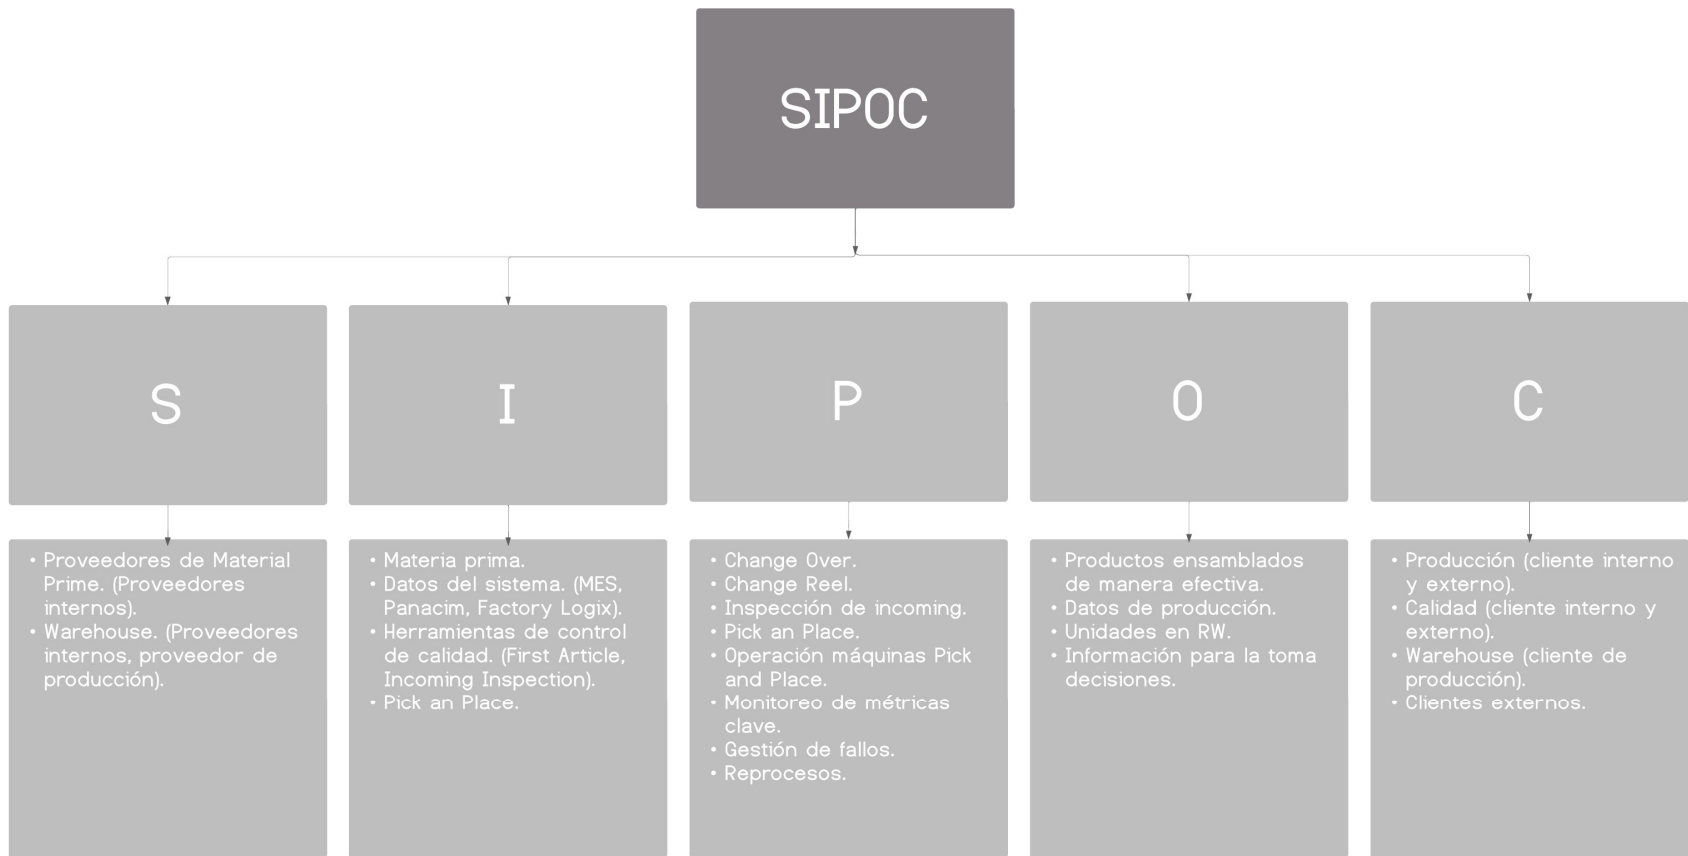 SIPOC
S
I
P
O
C
• Proveedores de Material
Prime. (Proveedores
internos).
• Warehouse. (Proveedores
internos, proveedor de
producción).
• Materia prima.
• Datos del sistema. (MES,
Panacim, Factory Logix).
• Herramientas de control
de calidad. (First Article,
Incoming Inspection).
• Pick an Place.
• Change Over.
• Change Reel.
• Inspección de incoming.
• Pick an Place.
• Operación máquinas Pick
and Place.
• Monitoreo de métricas
clave.
• Gestión de fallos.
• Reprocesos.
• Productos ensamblados
de manera efectiva.
• Datos de producción.
• Unidades en RW.
• Información para la toma
decisiones.
• Producción (cliente interno
y externo).
• Calidad (cliente interno y
externo).
• Warehouse (cliente de
producción).
• Clientes externos.